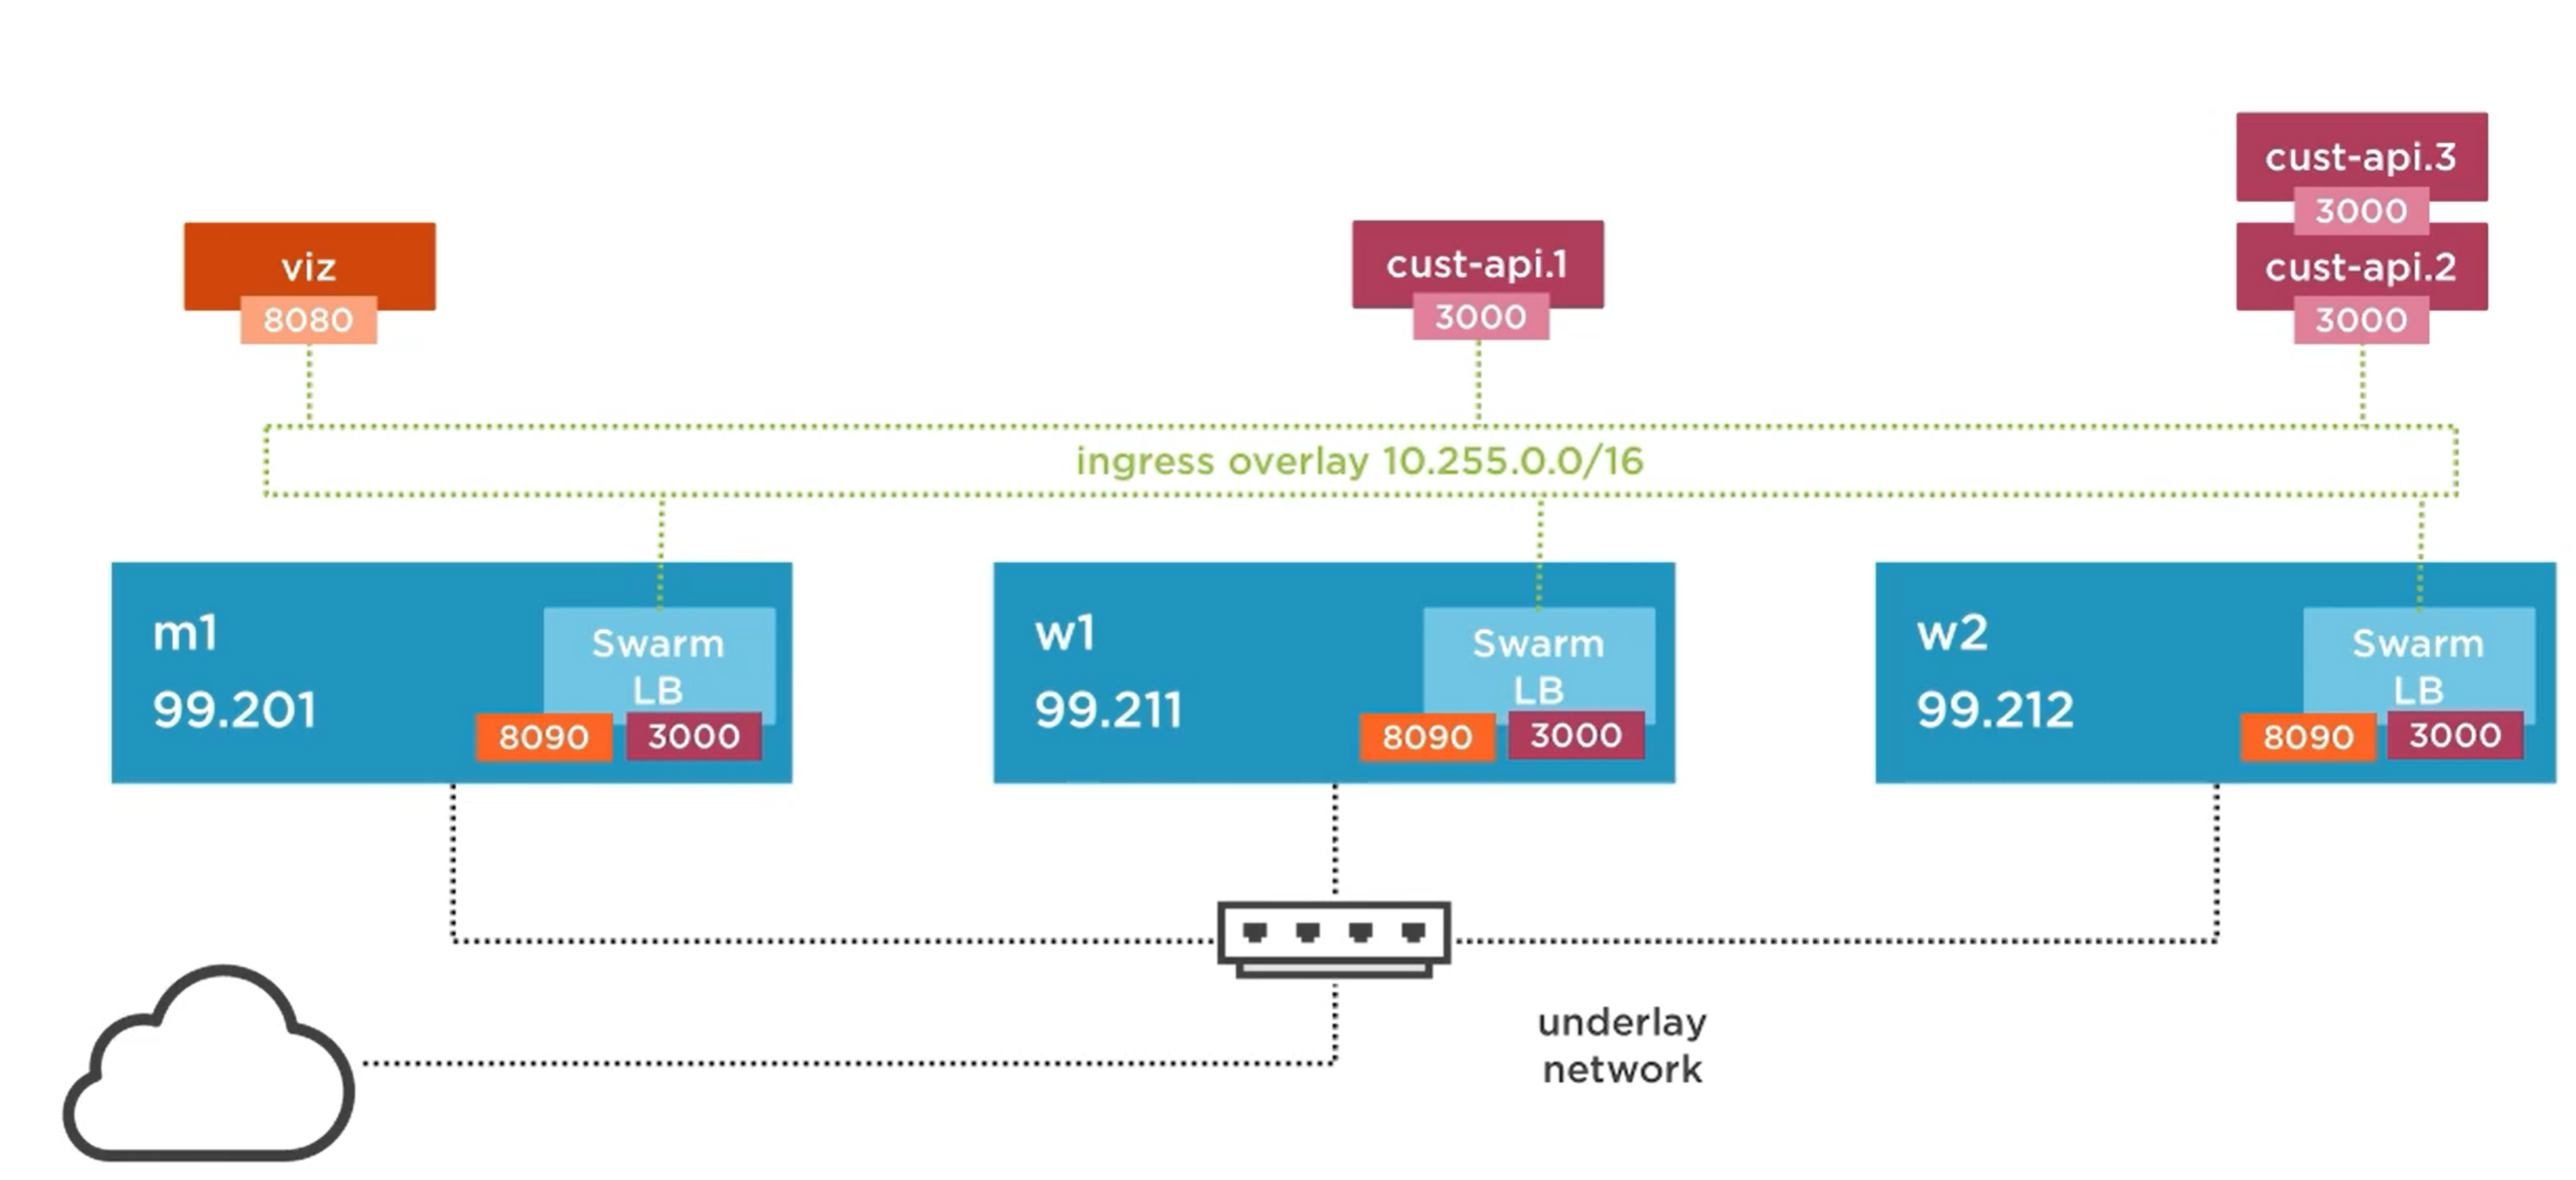 cust-api.3
3000
viz
8080
cust-api.1
3000
cust-api.2
3000
ingress overlay 10.255.0.0/16
m1
99.201
Swarm
LB
8090
3000
w1
99.211
Swarm
LB
8090
3000
w2
99.212
Swarm
LB
8090
3000
underlay
network